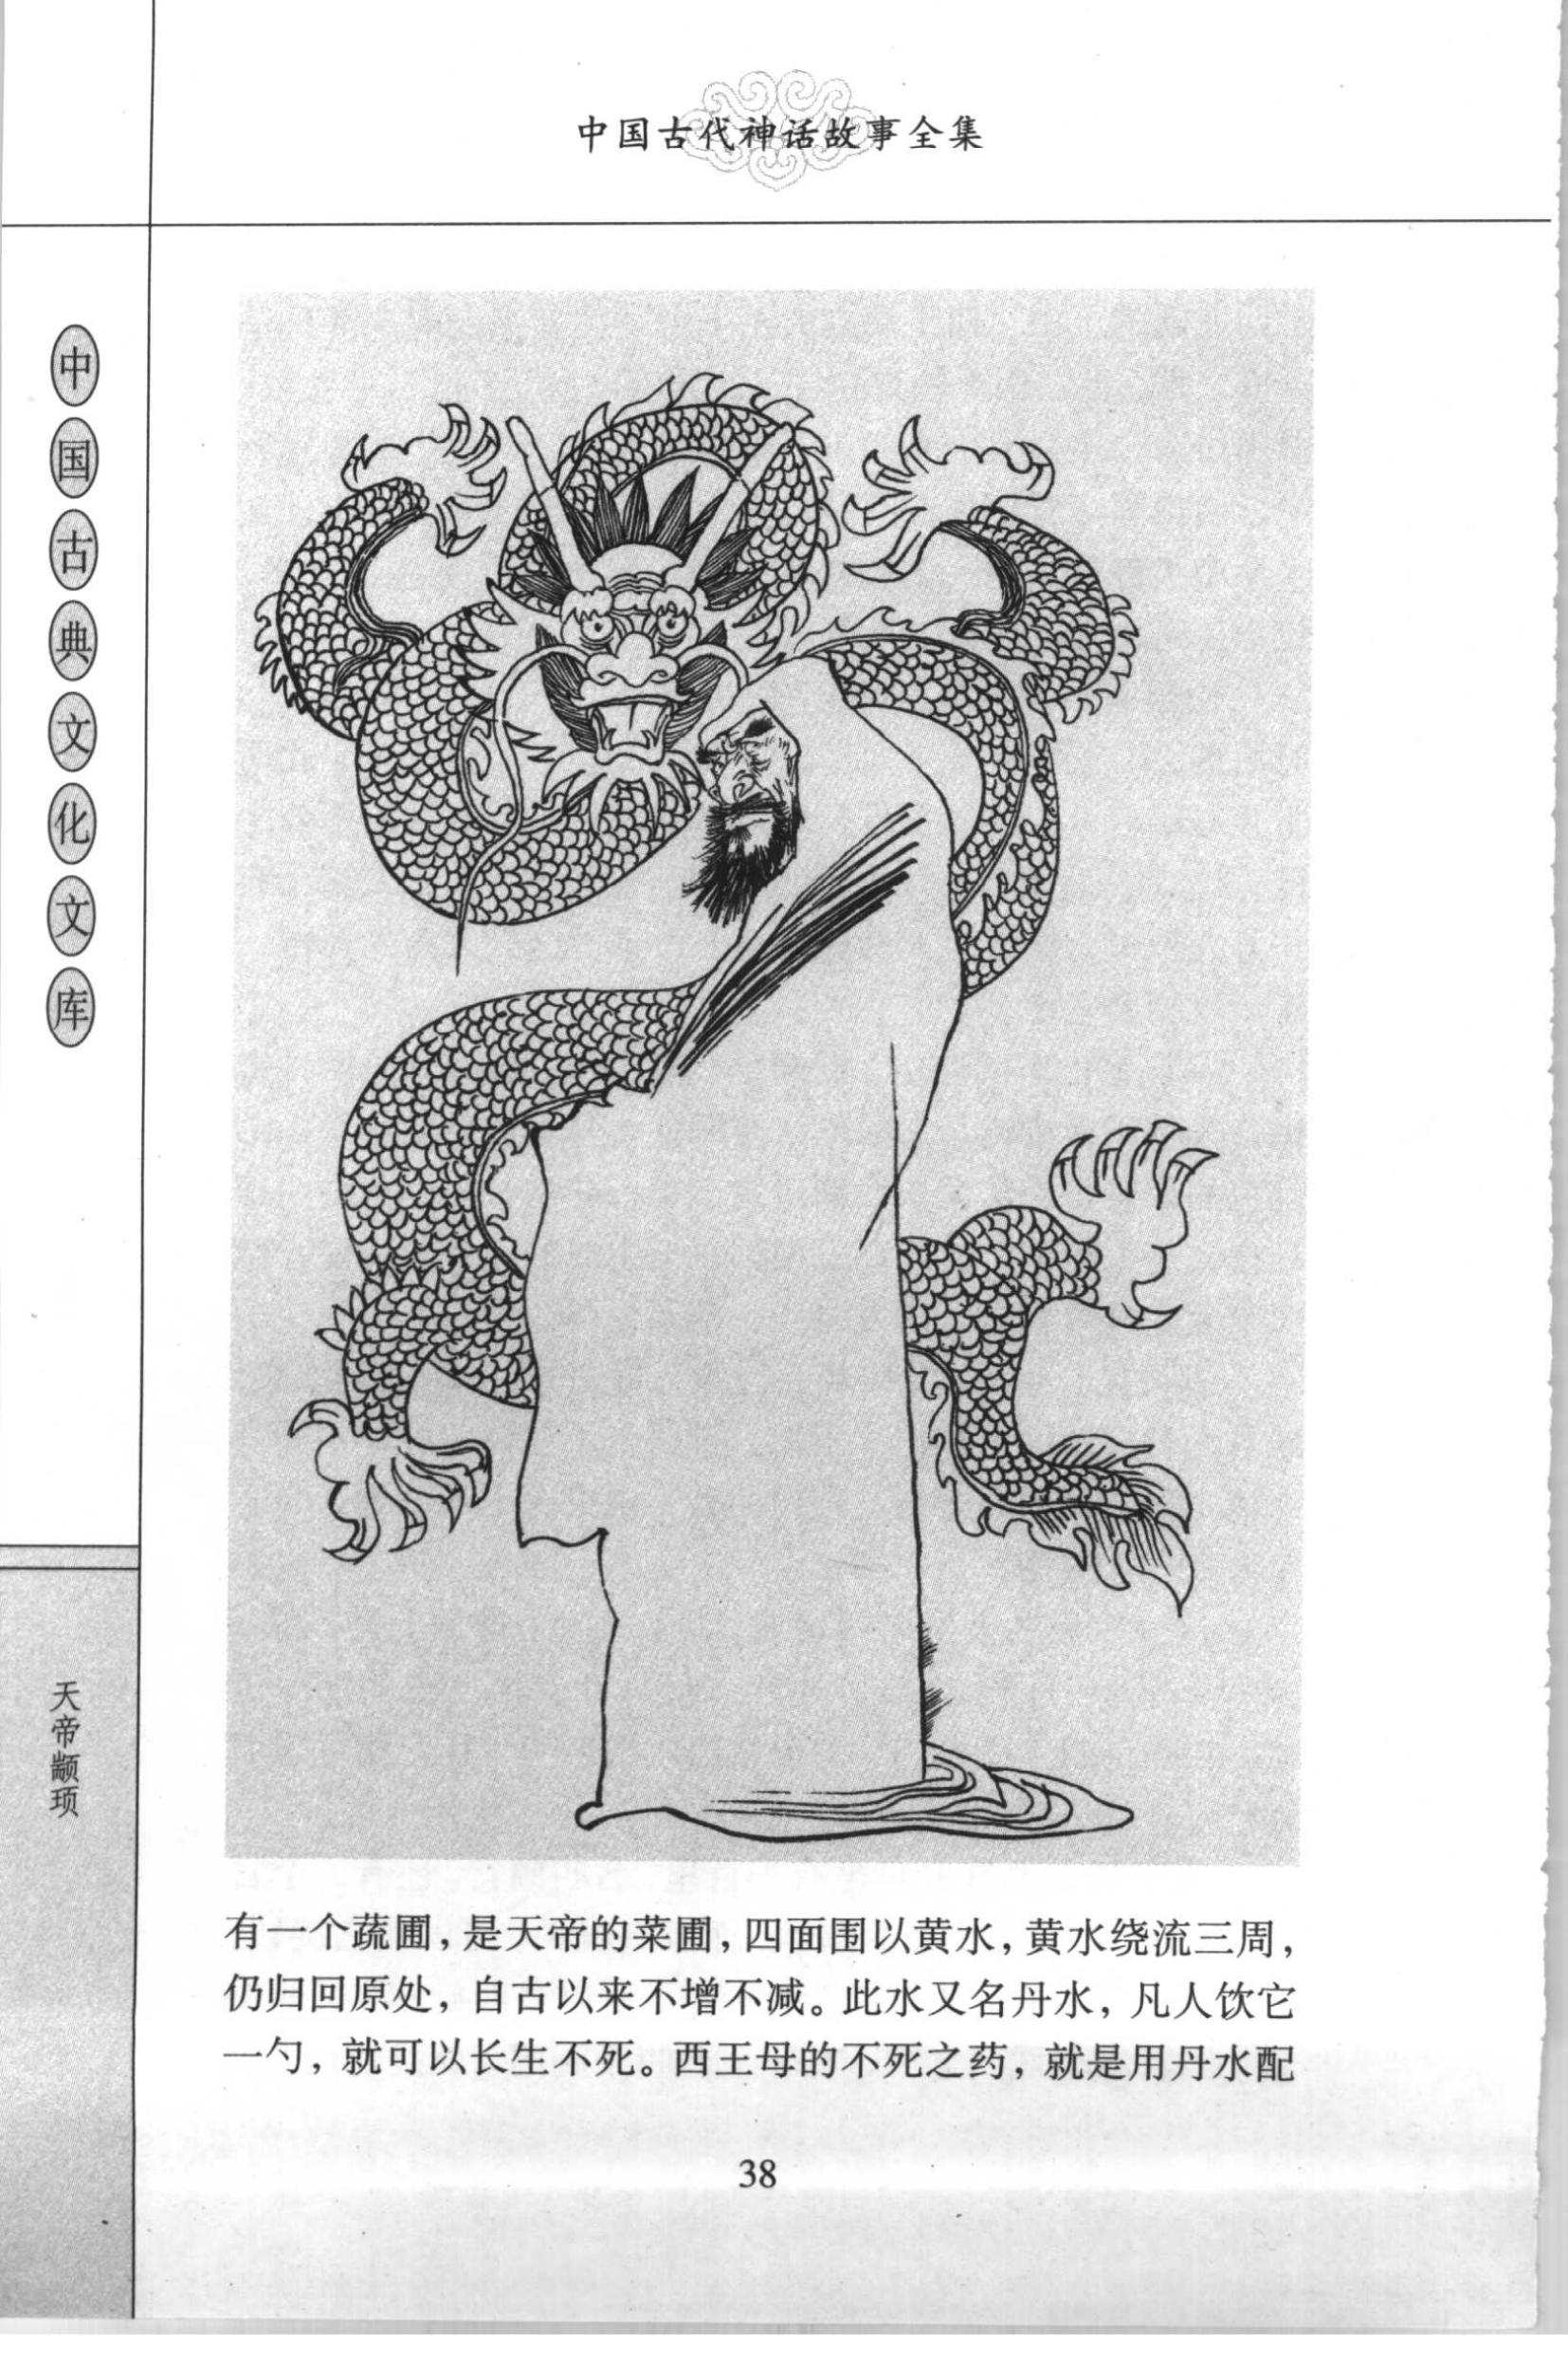 中国古代神话故事全集
中国古典文化文库
天帝颛顼
有一个蔬圃，是天帝的菜圃，四面围以黄水，黄水绕流三周，
仍归回原处，自古以来不增不减。此水又名丹水，凡人饮它
一勺，就可以长生不死。西王母的不死之药，就是用丹水配
38